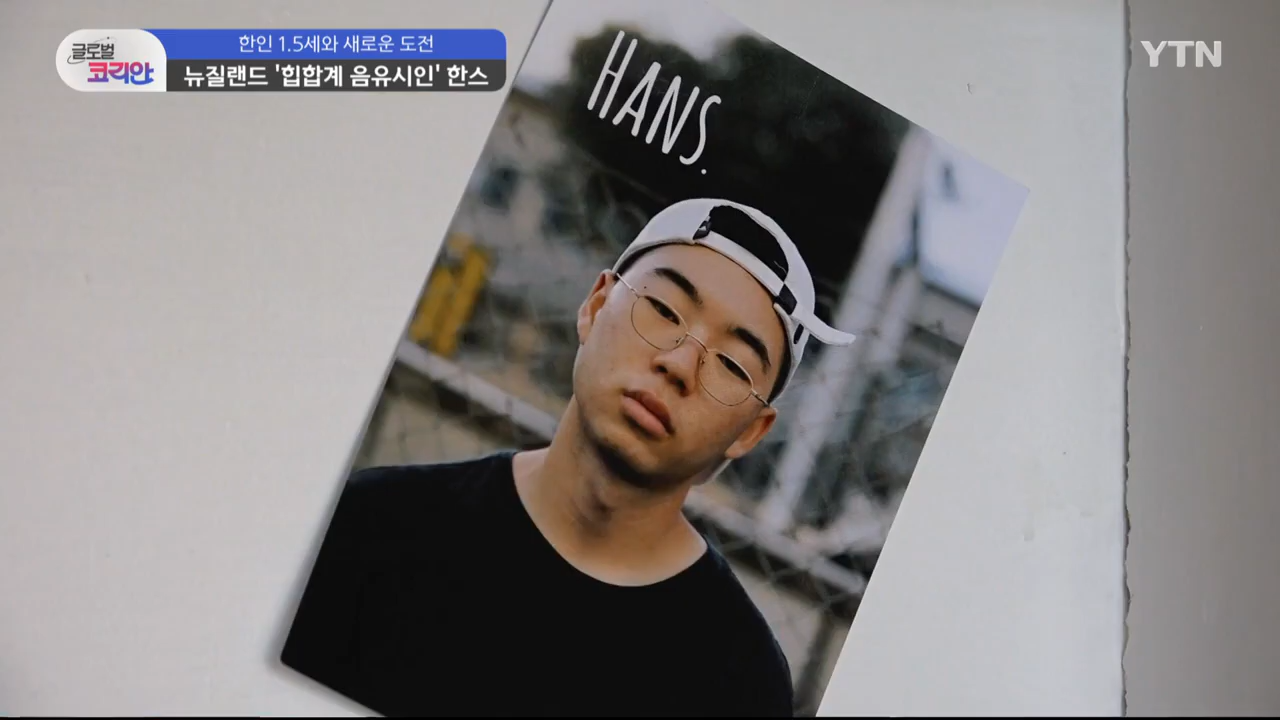 글로벌
코리안
한인 1.5세와 새로운 도전
뉴질랜드 '힙합계 음유시인' 한스
YTN
HANS.